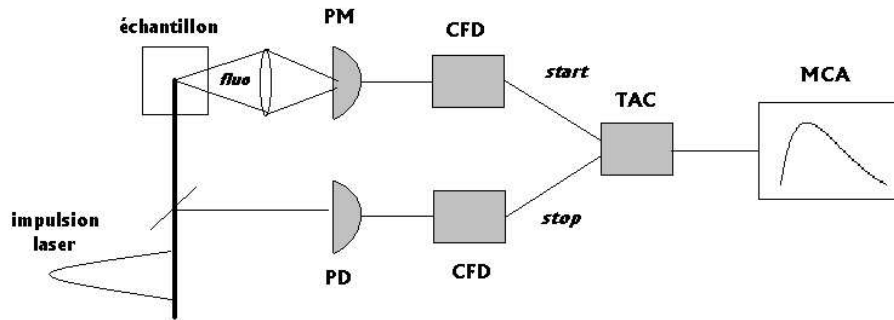 échantillon
fluo
PM
CFD
start
TAC
MCA
impulsion
laser
PD
CFD
stop